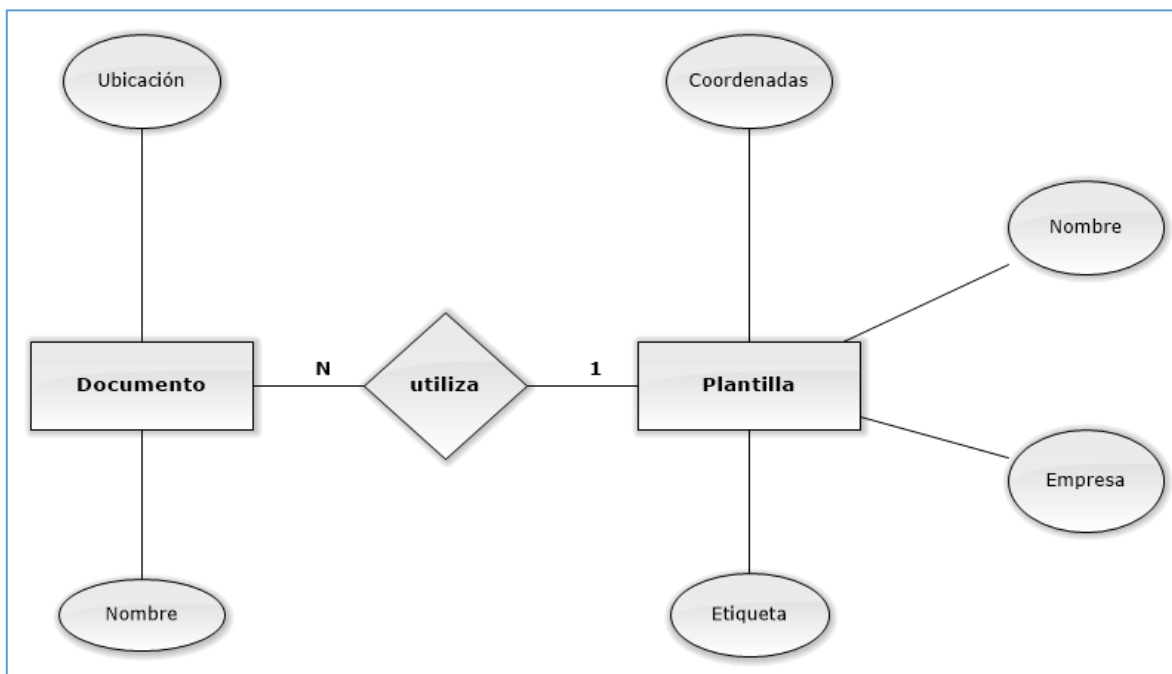 Ubicación
Coordenadas
Nombre
Documento
N
utiliza
1
Plantilla
Empresa
Nombre
Etiqueta